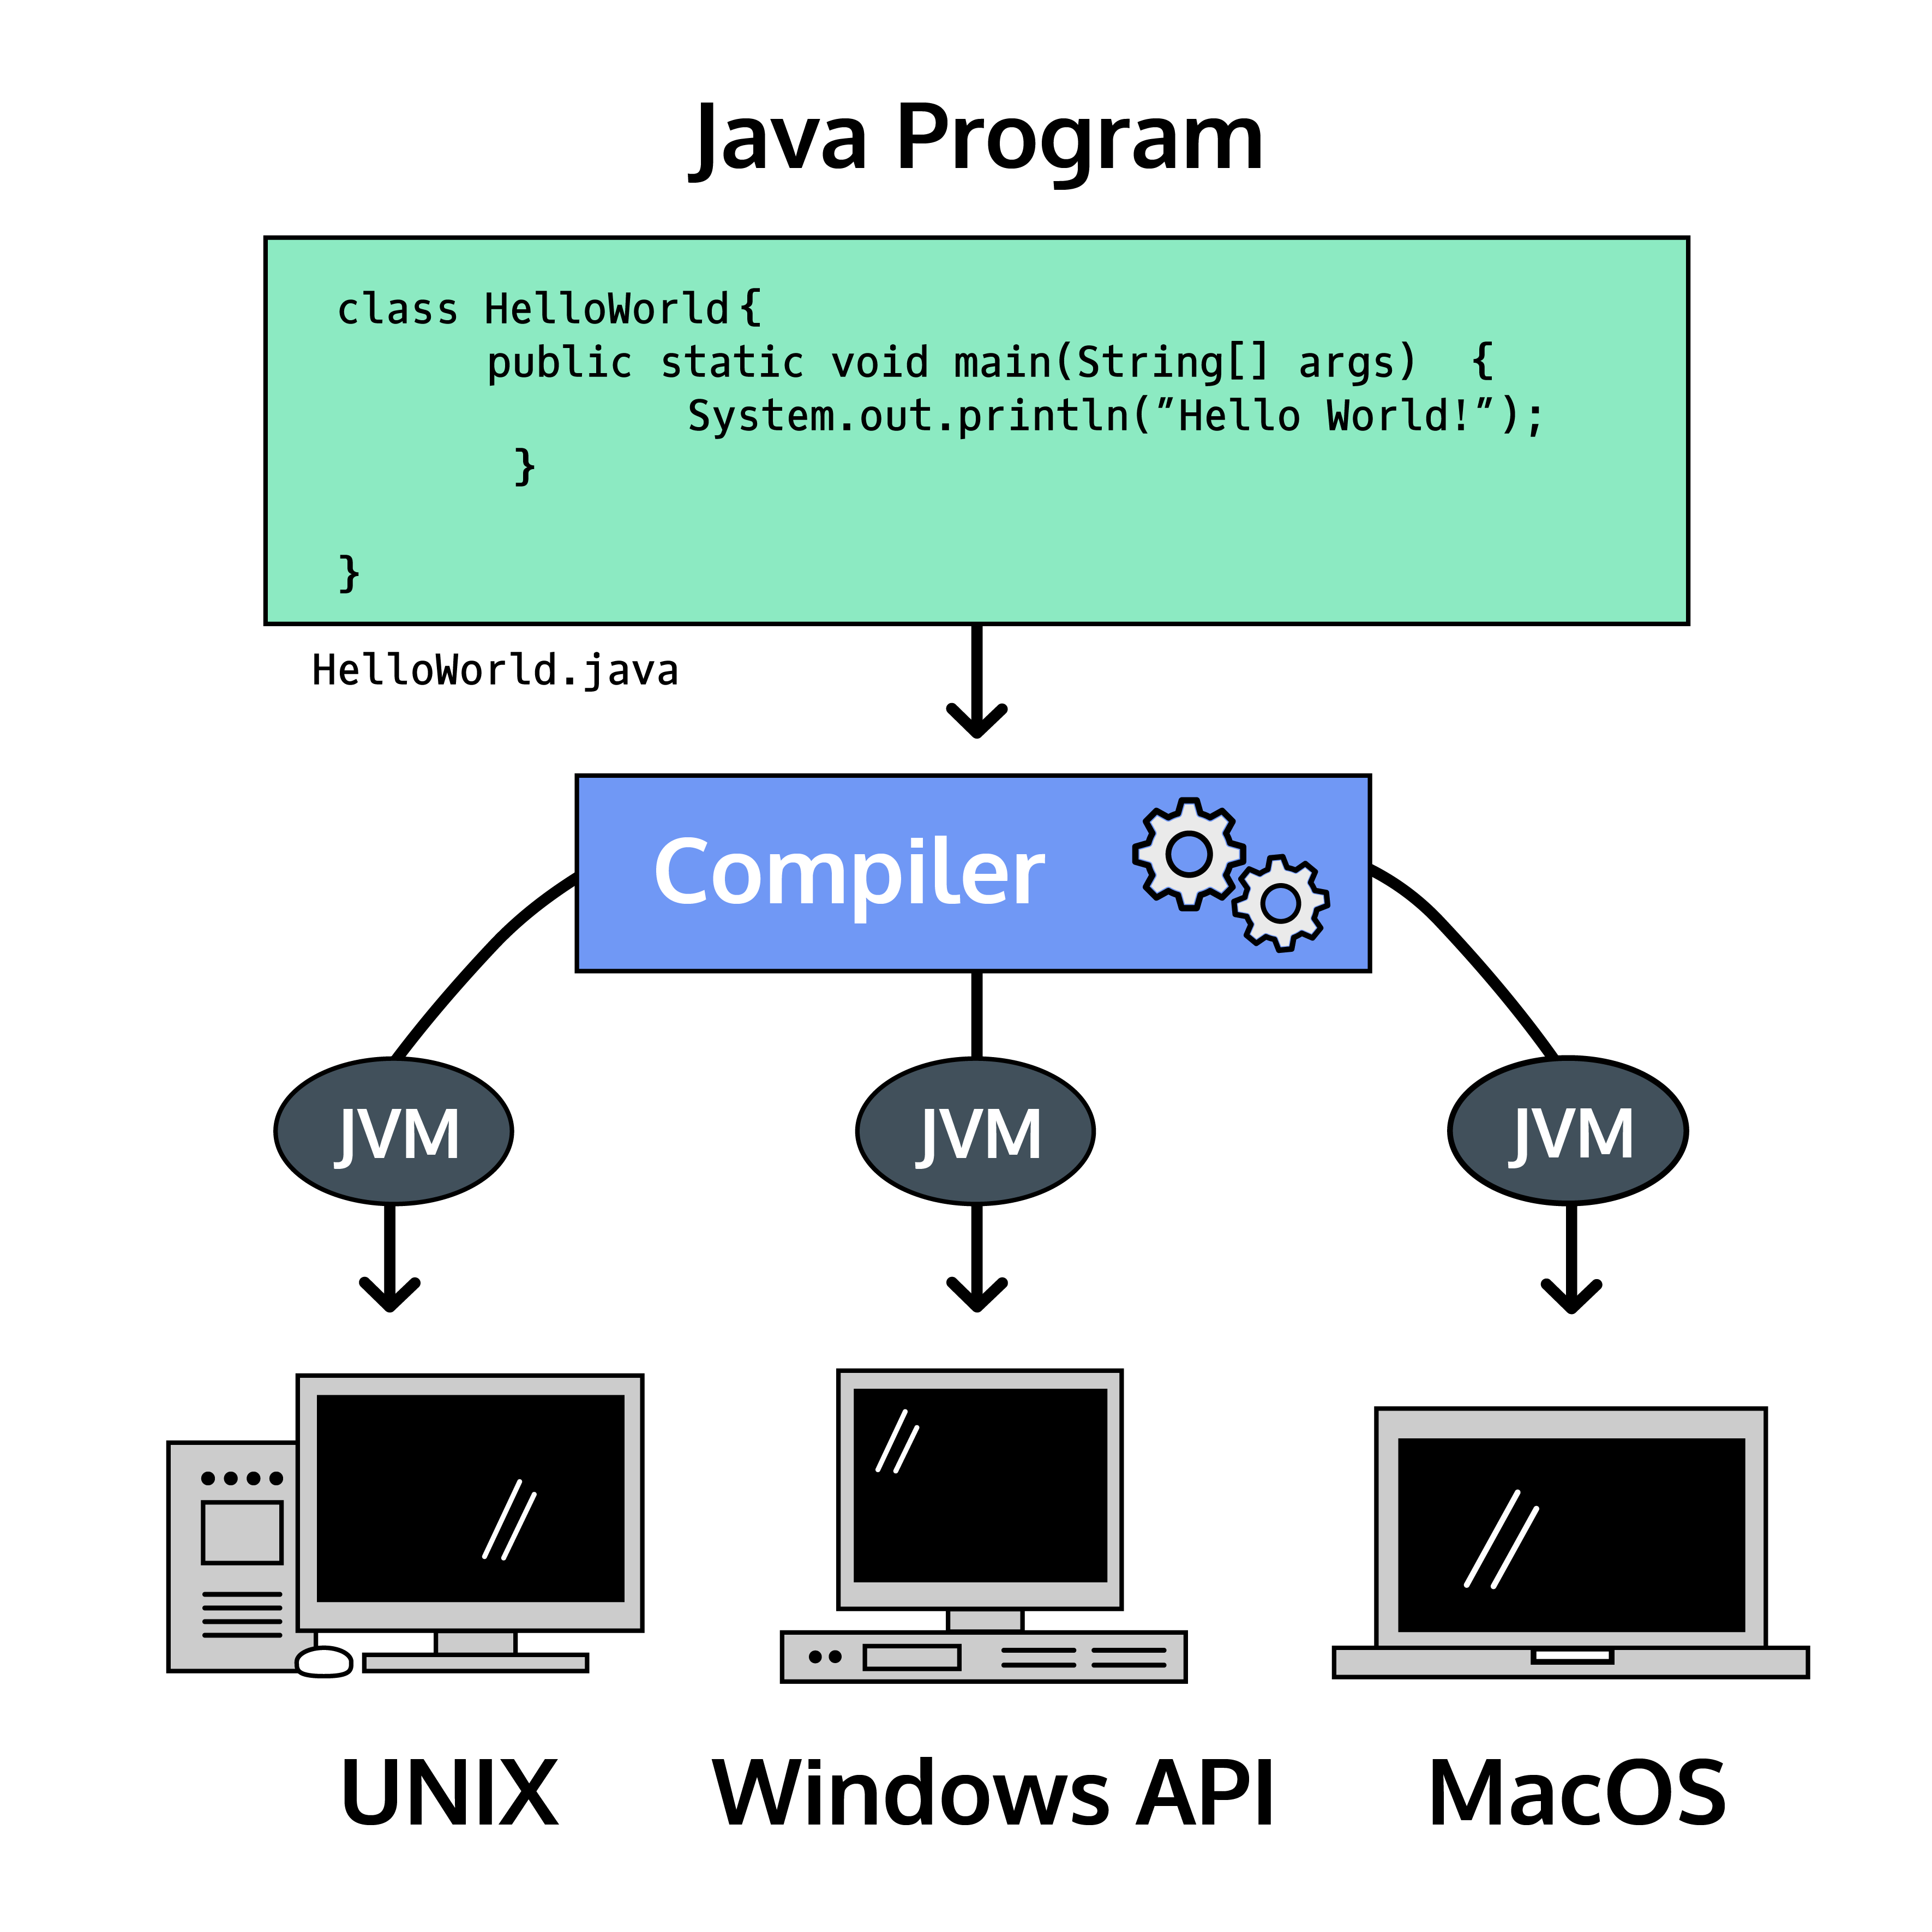 Java Program
class HelloWorld{
public static void main(String[] args) {
System.out.println("Hello World!");
}
}
HelloWorld.java
Compiler
JVM JVM JVM
UNIX Windows API MacOS